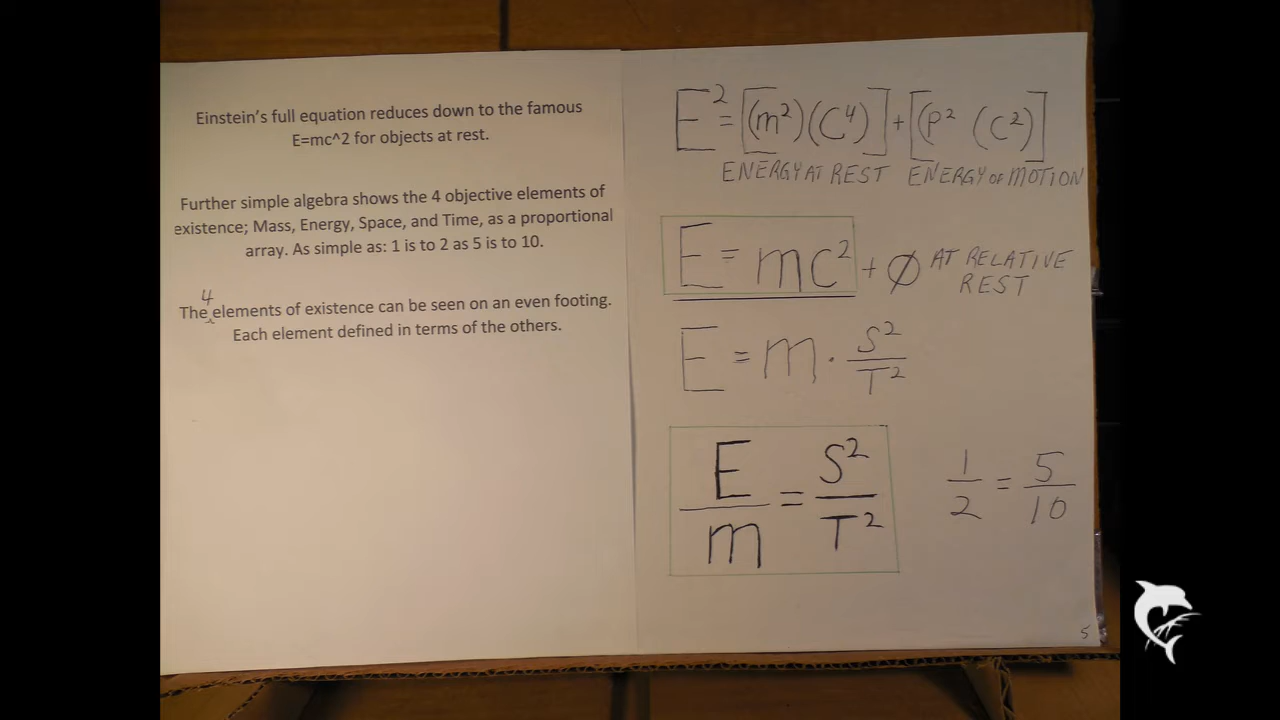 Einstein's full equation reduces down to the famous
E=mc^2 for objects at rest.
Further simple algebra shows the 4 objective elements of
existence; Mass, Energy, Space, and Time, as a proportional
array. As simple as: 1 is to 2 as 5 is to 10.
4
The elements of existence can be seen on an even footing.
Each element defined in terms of the others.
E² = [(m²)(C⁴)] + [(P² (C²)]
ENERGY AT REST ENERGY OF MOTION
E = mc² + Ø AT RELATIVE
REST
E = m · S²/T²
E/m = S²/T² 1/2 = 5/10
5